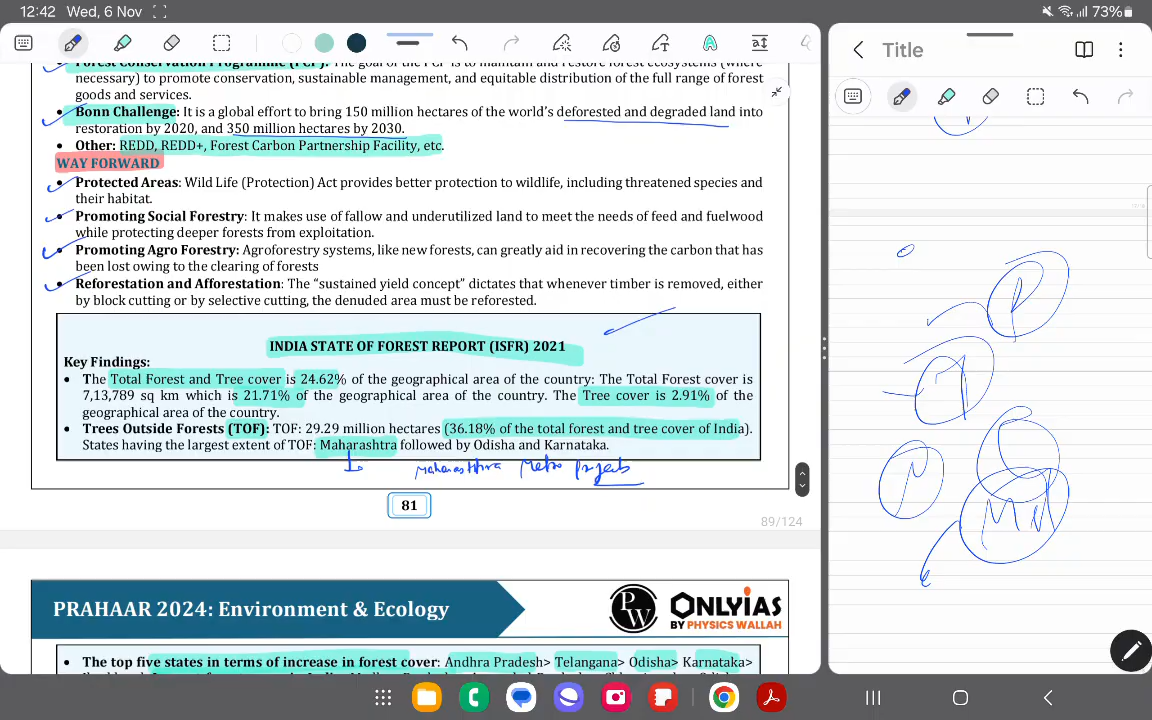 12:42 Wed, 6 Nov
73%
Title
Forest Conservation Programme (FCP): The goal of the FCP is to maintain and restore forest ecosystems (where
necessary) to promote conservation, sustainable management, and equitable distribution of the full range of forest
goods and services.
• Bonn Challenge: It is a global effort to bring 150 million hectares of the world's deforested and degraded land into
restoration by 2020, and 350 million hectares by 2030.
• Other: REDD, REDD+, Forest Carbon Partnership Facility, etc.
WAY FORWARD
• Protected Areas: Wild Life (Protection) Act provides better protection to wildlife, including threatened species and
their habitat.
• Promoting Social Forestry: It makes use of fallow and underutilized land to meet the needs of feed and fuelwood
while protecting deeper forests from exploitation.
• Promoting Agro Forestry: Agroforestry systems, like new forests, can greatly aid in recovering the carbon that has
been lost owing to the clearing of forests
• Reforestation and Afforestation: The "sustained yield concept" dictates that whenever timber is removed, either
by block cutting or by selective cutting, the denuded area must be reforested.
INDIA STATE OF FOREST REPORT (ISFR) 2021
Key Findings:
• The Total Forest and Tree cover is 24.62% of the geographical area of the country: The Total Forest cover is
7,13,789 sq km which is 21.71% of the geographical area of the country. The Tree cover is 2.91% of the
geographical area of the country.
• Trees Outside Forests (TOF): TOF: 29.29 million hectares (36.18% of the total forest and tree cover of India).
States having the largest extent of TOF: Maharashtra followed by Odisha and Karnataka.
Maharashtra Metro Projects
81
89/124
PRAHAAR 2024: Environment & Ecology
PW
ONLYIAS
BY PHYSICS WALLAH
• The top five states in terms of increase in forest cover: Andhra Pradesh> Telangana> Odisha> Karnataka>
P
N